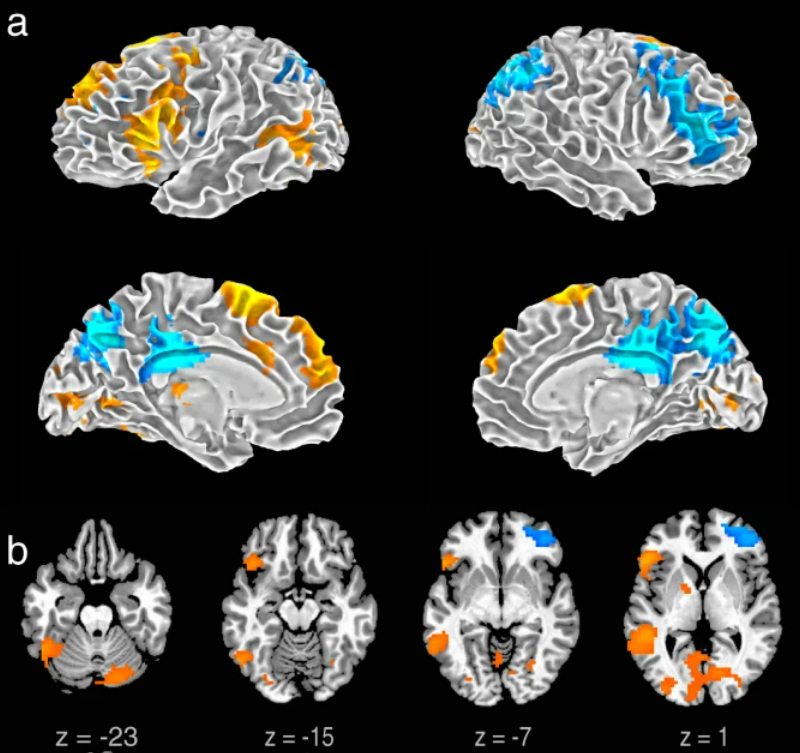 a
b
z = -23
z = -15
z = -7
z = 1